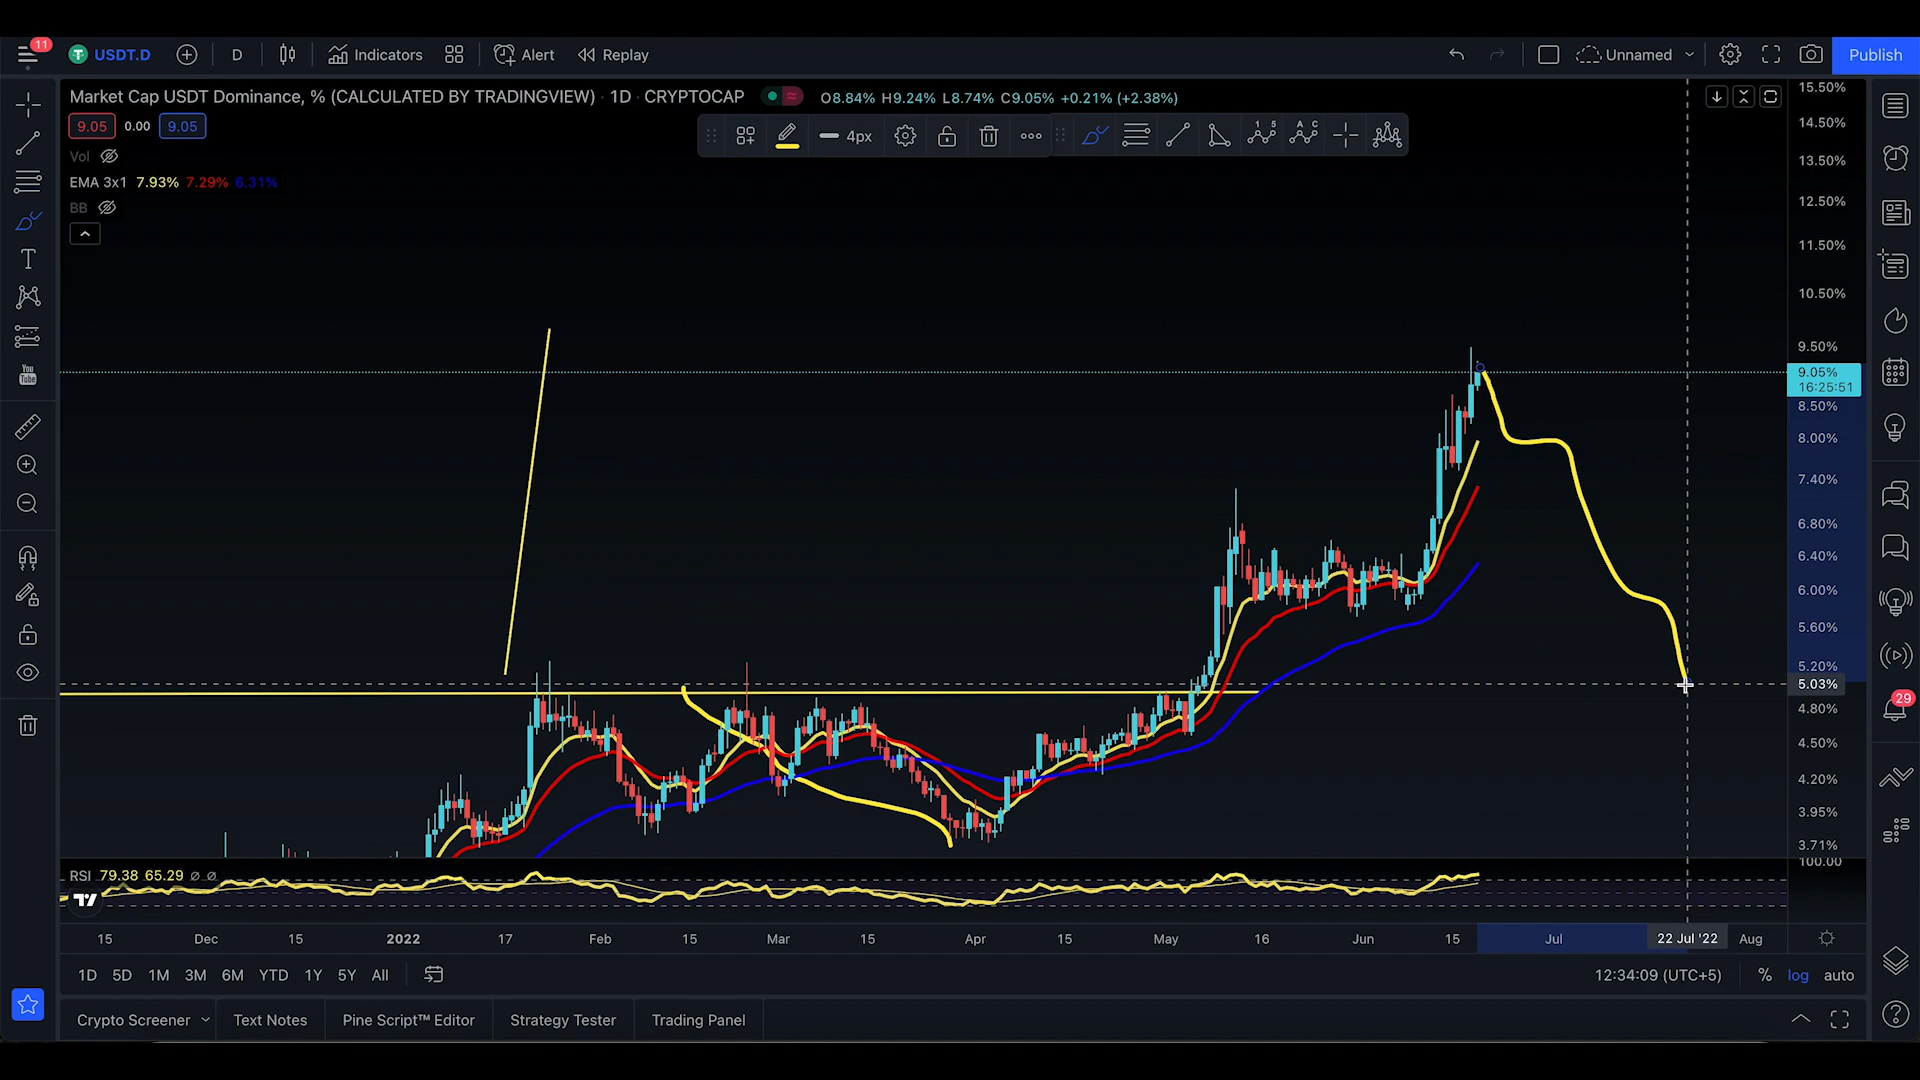 11
USDT.D
D
Indicators
Alert
Replay
Unnamed
Publish
Market Cap USDT Dominance, % (CALCULATED BY TRADINGVIEW) · 1D · CRYPTOCAP
O8.84% H9.24% L8.74% C9.05% +0.21% (+2.38%)
9.05 0.00 9.05
4px
1 5
A C
Vol
EMA 3x1 7.93% 7.29% 6.31%
BB
T
You
Tube
15.50%
14.50%
13.50%
12.50%
11.50%
10.50%
9.50%
9.05%
16:25:51
8.50%
8.00%
7.40%
6.80%
6.40%
6.00%
5.60%
5.20%
5.03%
4.80%
4.50%
4.20%
3.95%
3.71%
100.00
29
RSI 79.38 65.29 ∅ ∅
15 Dec 15 2022 17 Feb 15 Mar 15 Apr 15 May 16 Jun 15 Jul 22 Jul '22 Aug
1D 5D 1M 3M 6M YTD 1Y 5Y All
12:34:09 (UTC+5) % log auto
Crypto Screener Text Notes Pine Script™ Editor Strategy Tester Trading Panel